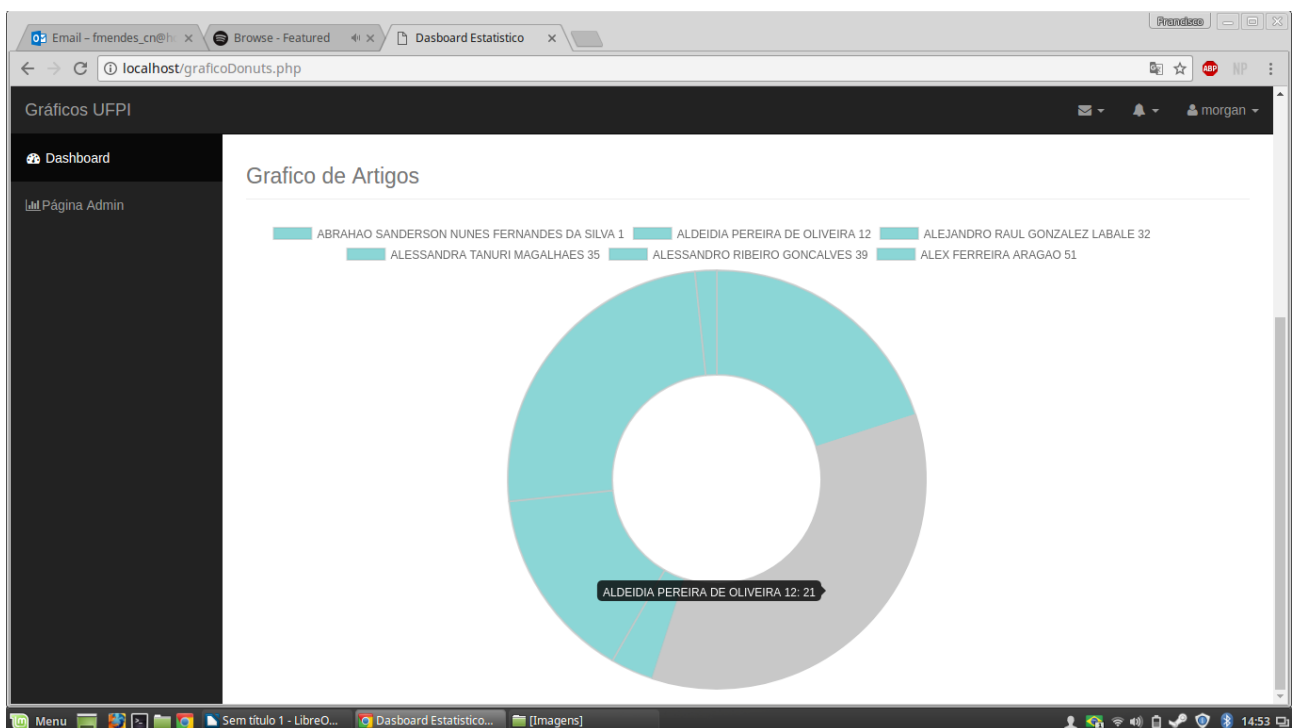 Francisco
Email – fmendes_cn@h
Browse - Featured
Dasboard Estatistico
localhost/graficoDonuts.php
ABP
NP
Gráficos UFPI
morgan
Dashboard
Página Admin
Grafico de Artigos
ABRAHAO SANDERSON NUNES FERNANDES DA SILVA 1 ALDEIDIA PEREIRA DE OLIVEIRA 12 ALEJANDRO RAUL GONZALEZ LABALE 32
ALESSANDRA TANURI MAGALHAES 35 ALESSANDRO RIBEIRO GONCALVES 39 ALEX FERREIRA ARAGAO 51
ALDEIDIA PEREIRA DE OLIVEIRA 12: 21
Menu Sem título 1 - LibreO... Dasboard Estatistico... [Imagens] 14:53